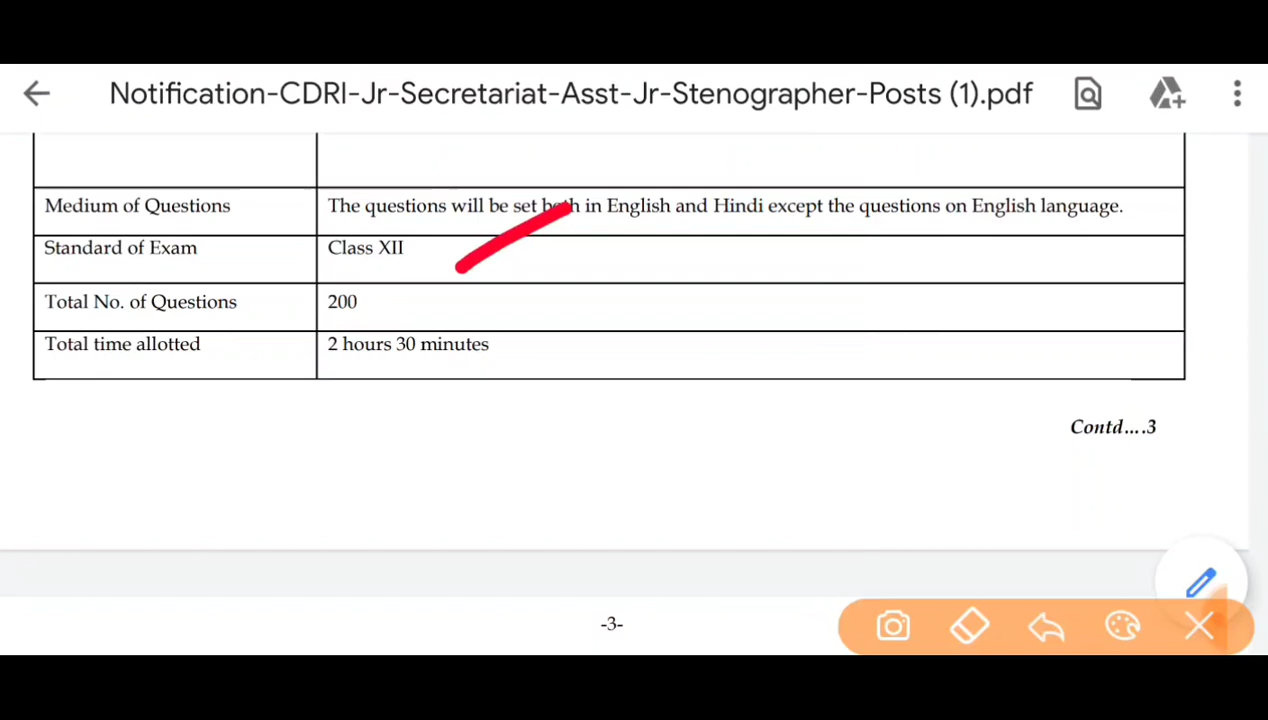 Notification-CDRI-Jr-Secretariat-Asst-Jr-Stenographer-Posts (1).pdf
Medium of Questions The questions will be set both in English and Hindi except the questions on English language.
Standard of Exam Class XII
Total No. of Questions 200
Total time allotted 2 hours 30 minutes
Contd....3
-3-